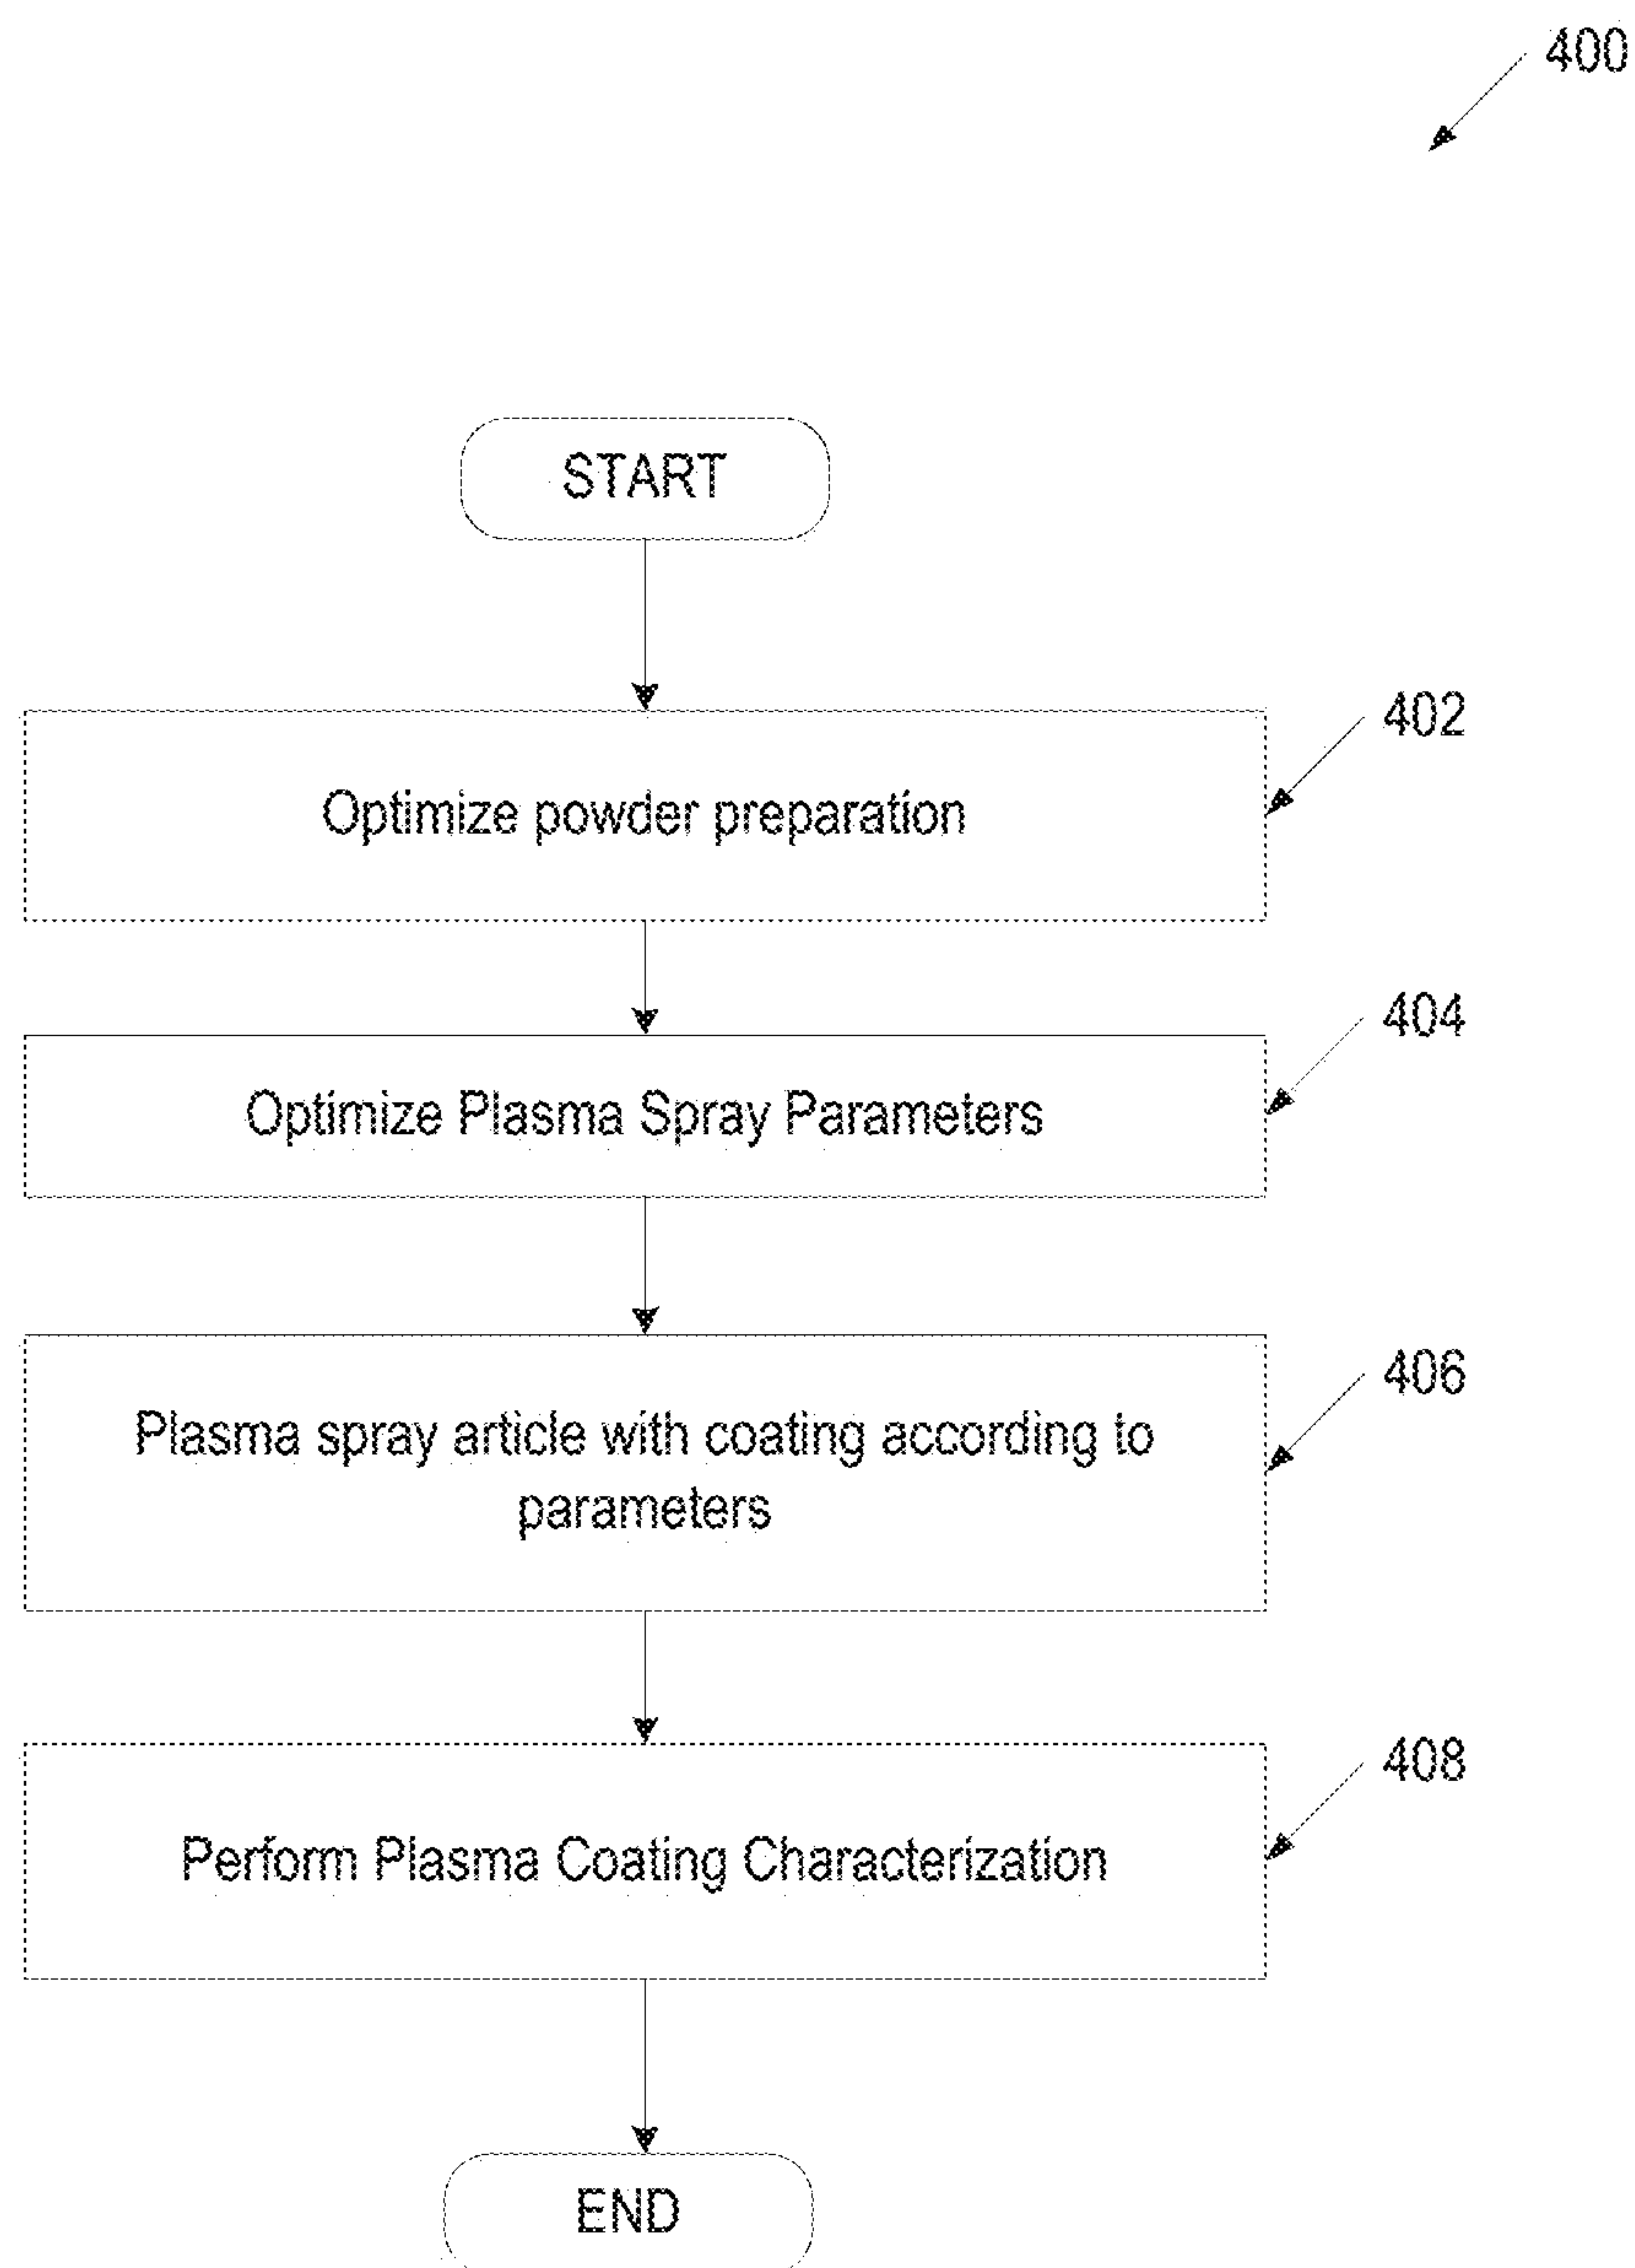 400
START
402
Optimize powder preparation
404
Optimize Plasma Spray Parameters
406
Plasma spray article with coating according to
parameters
408
Perform Plasma Coating Characterization
END